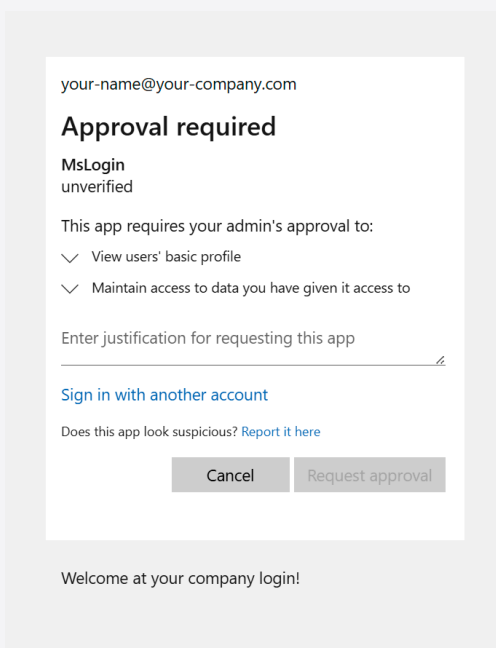 your-name@your-company.com
Approval required
MsLogin
unverified
This app requires your admin's approval to:
View users' basic profile
Maintain access to data you have given it access to
Enter justification for requesting this app
Sign in with another account
Does this app look suspicious? Report it here
Cancel Request approval
Welcome at your company login!